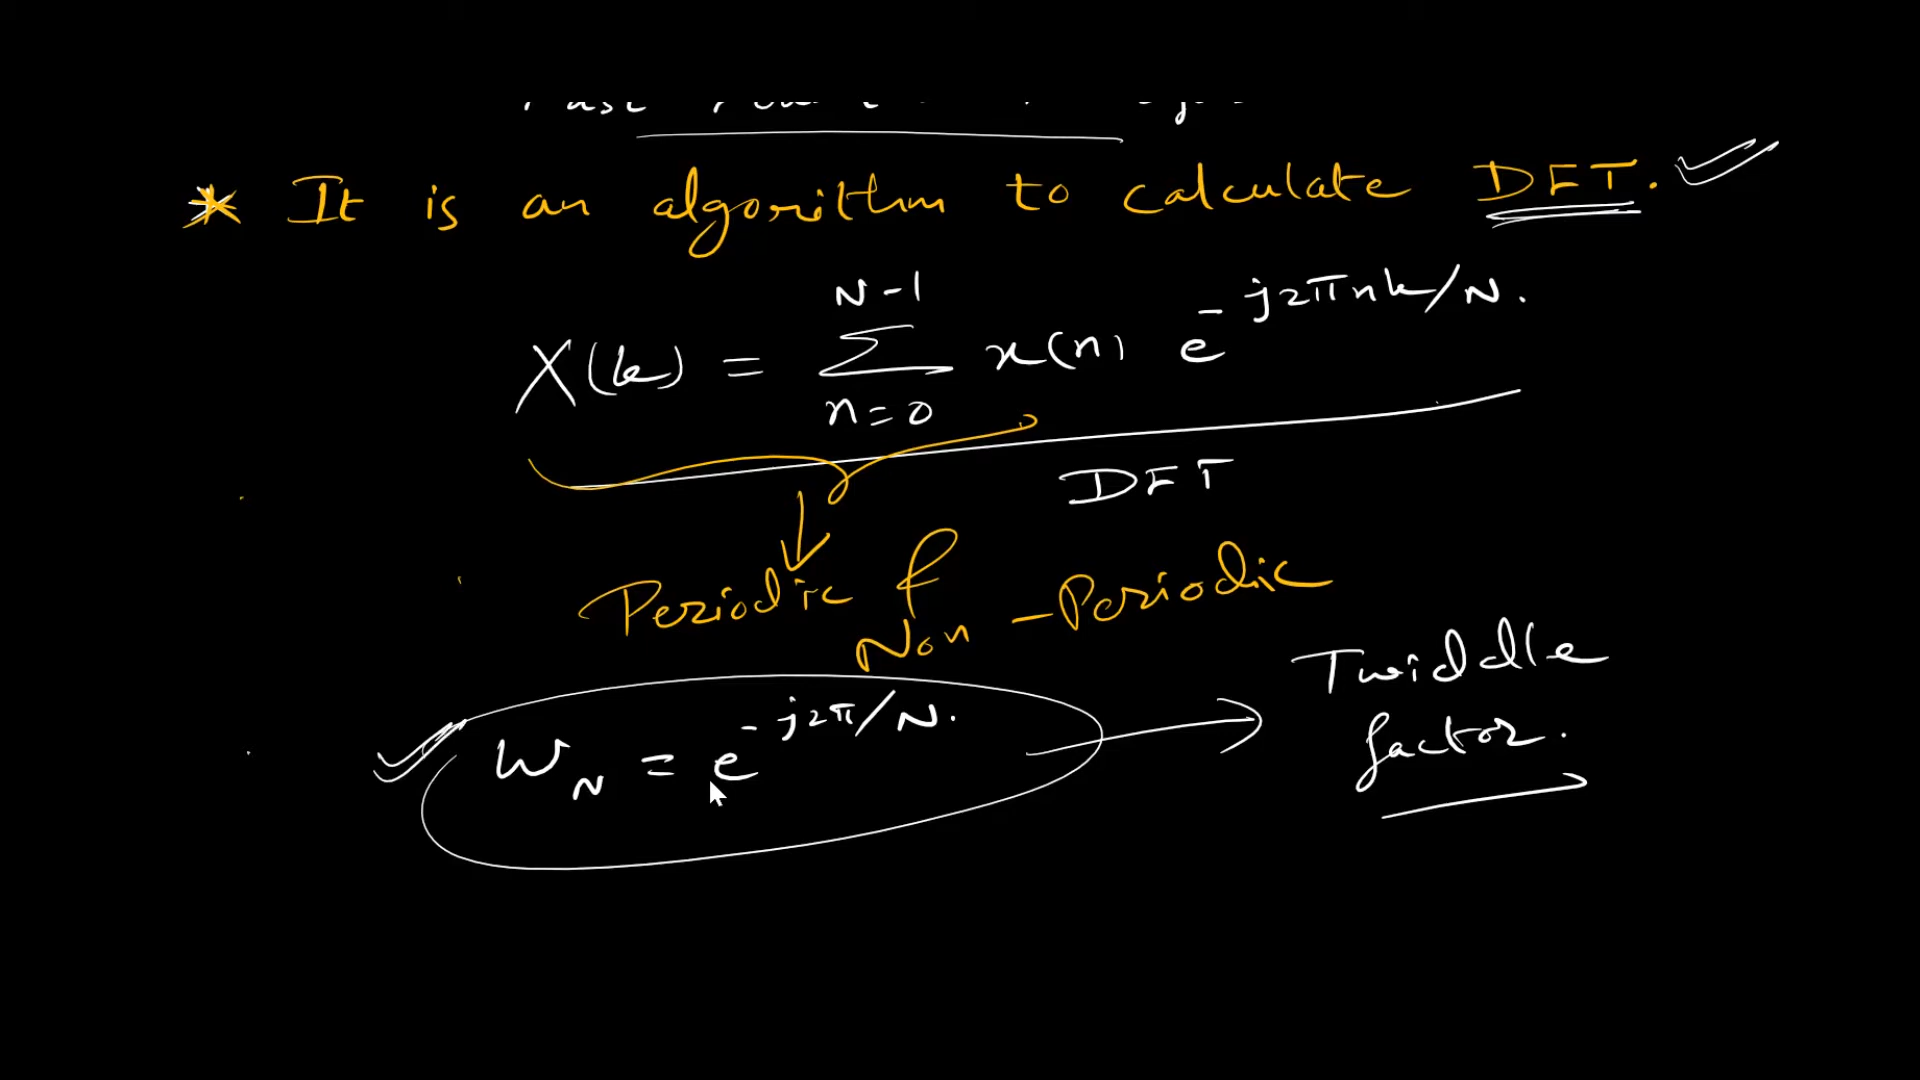 * It is an algorithm to calculate DFT.
X(k) = N-1 Σ n=0 x(n) e^-j2πnk/N.
DFT
Periodic &
Non-Periodic
W_N = e^-j2π/N.
Twiddle
factor.